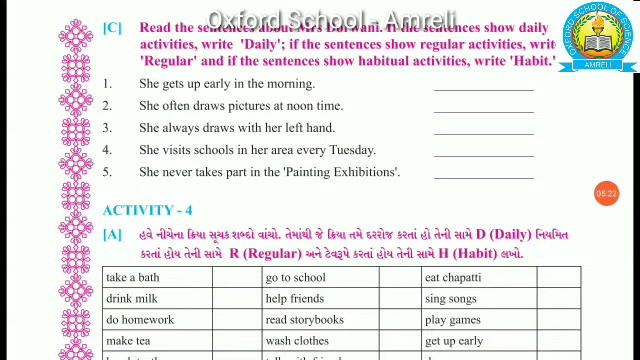 Oxford School - Amreli
OXFORD SCHOOL OF SCIENCE
AMRELI
[C] Read the sentences about Mrs If the sentences show daily
activities, write 'Daily'; if the sentences show regular activities, writ
'Regular' and if the sentences show habitual activities, write 'Habit.'
1. She gets up early in the morning.
2. She often draws pictures at noon time.
3. She always draws with her left hand.
4. She visits schools in her area every Tuesday.
5. She never takes part in the 'Painting Exhibitions'.
05:22
ACTIVITY - 4
[A] હવે નીચેના ક્રિયા સૂચક શબ્દો વાંચો. તેમાંથી જે ક્રિયા તમે દરરોજ કરતાં હો તેની સામે D (Daily) નિયમિત
કરતાં હોય તેની સામે R (Regular) અને ટેવરૂપે કરતાં હોય તેની સામે H (Habit) લખો.
take a bath go to school eat chapatti
drink milk help friends sing songs
do homework read storybooks play games
make tea wash clothes get up early